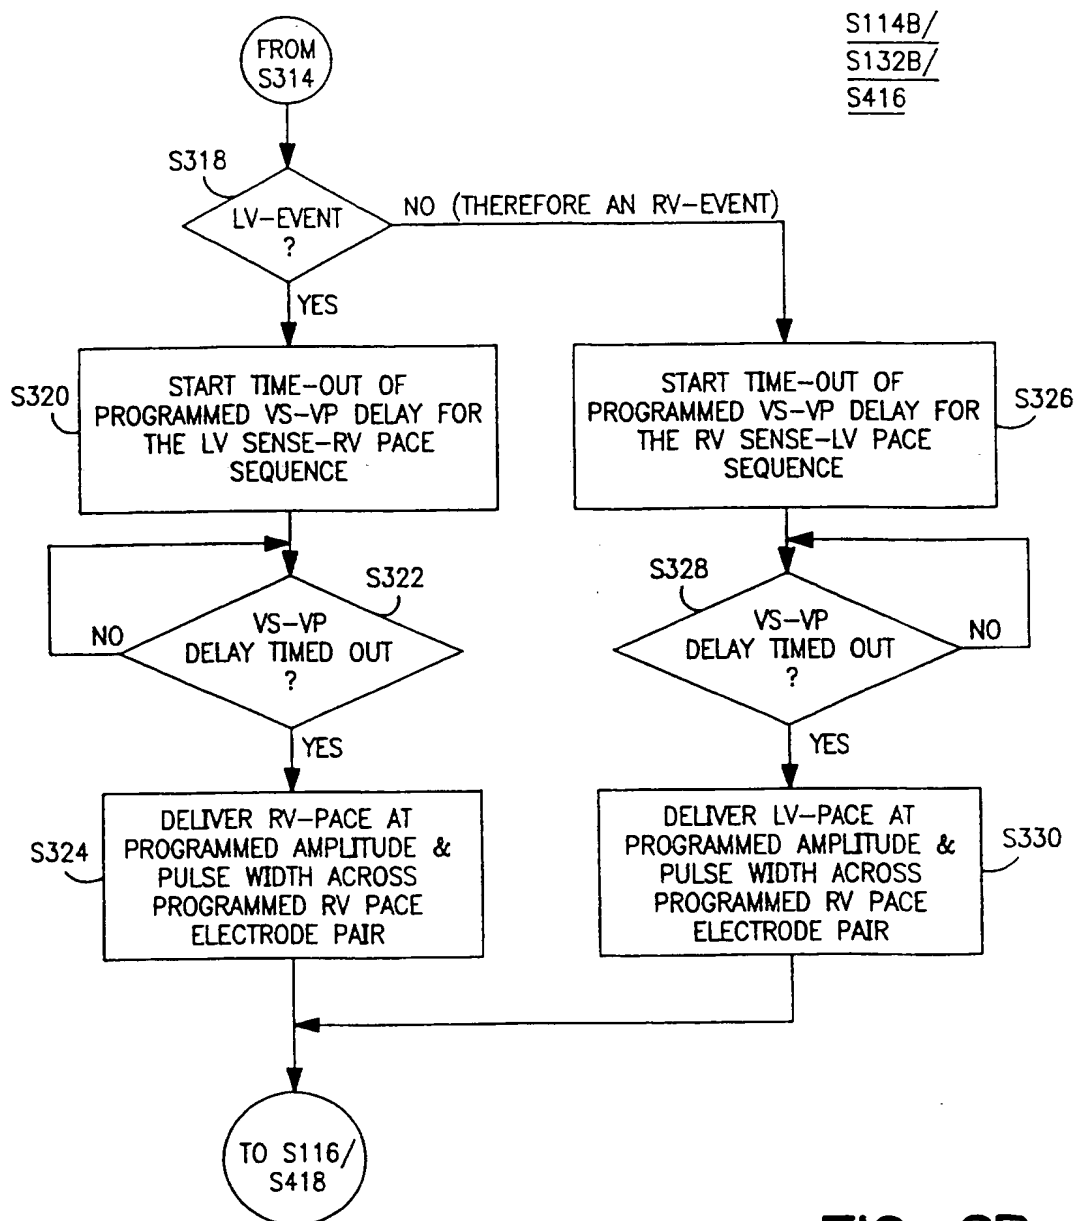 S114B/
S132B/
S416
FROM
S314
S318
LV-EVENT
?
NO (THEREFORE AN RV-EVENT)
YES
S320
START TIME-OUT OF
PROGRAMMED VS-VP DELAY FOR
THE LV SENSE-RV PACE
SEQUENCE
START TIME-OUT OF
PROGRAMMED VS-VP DELAY FOR
THE RV SENSE-LV PACE
SEQUENCE
S326
S322
VS-VP
DELAY TIMED OUT
?
NO
YES
S328
VS-VP
DELAY TIMED OUT
?
NO
YES
S324
DELIVER RV-PACE AT
PROGRAMMED AMPLITUDE &
PULSE WIDTH ACROSS
PROGRAMMED RV PACE
ELECTRODE PAIR
DELIVER LV-PACE AT
PROGRAMMED AMPLITUDE &
PULSE WIDTH ACROSS
PROGRAMMED RV PACE
ELECTRODE PAIR
S330
TO S116/
S418